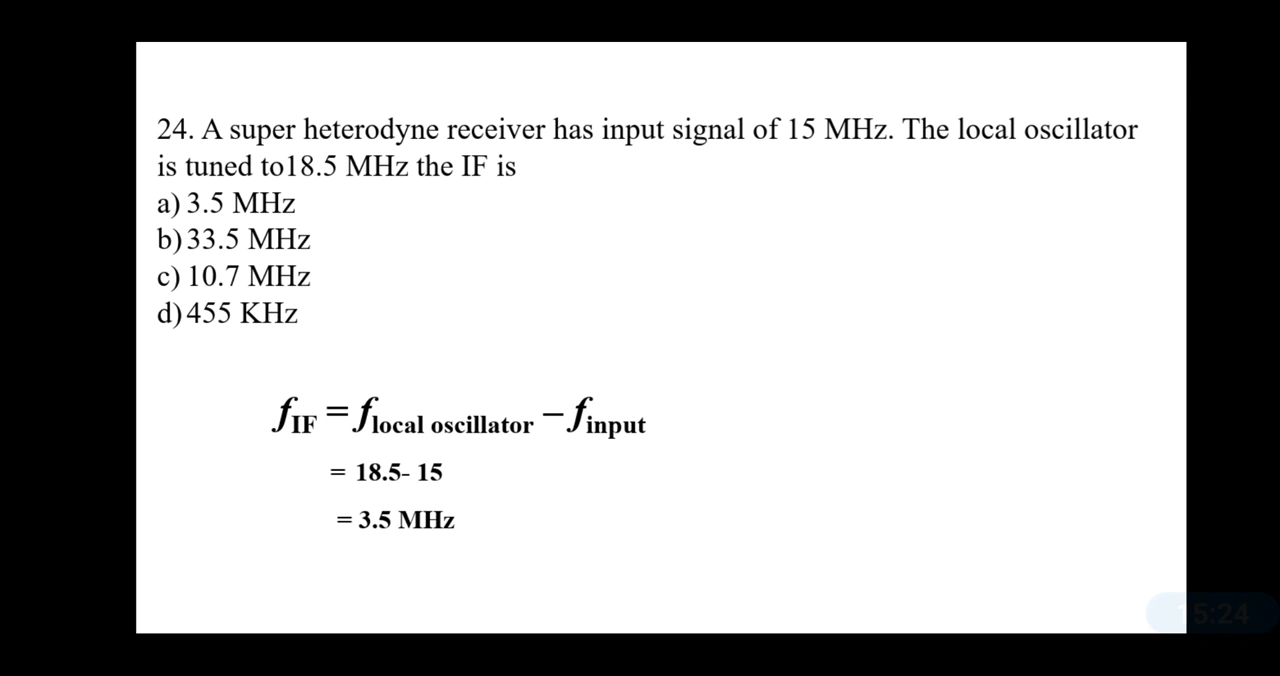 24. A super heterodyne receiver has input signal of 15 MHz. The local oscillator
is tuned to18.5 MHz the IF is
a) 3.5 MHz
b) 33.5 MHz
c) 10.7 MHz
d) 455 KHz
fIF = flocal oscillator – finput
= 18.5- 15
= 3.5 MHz
15:24